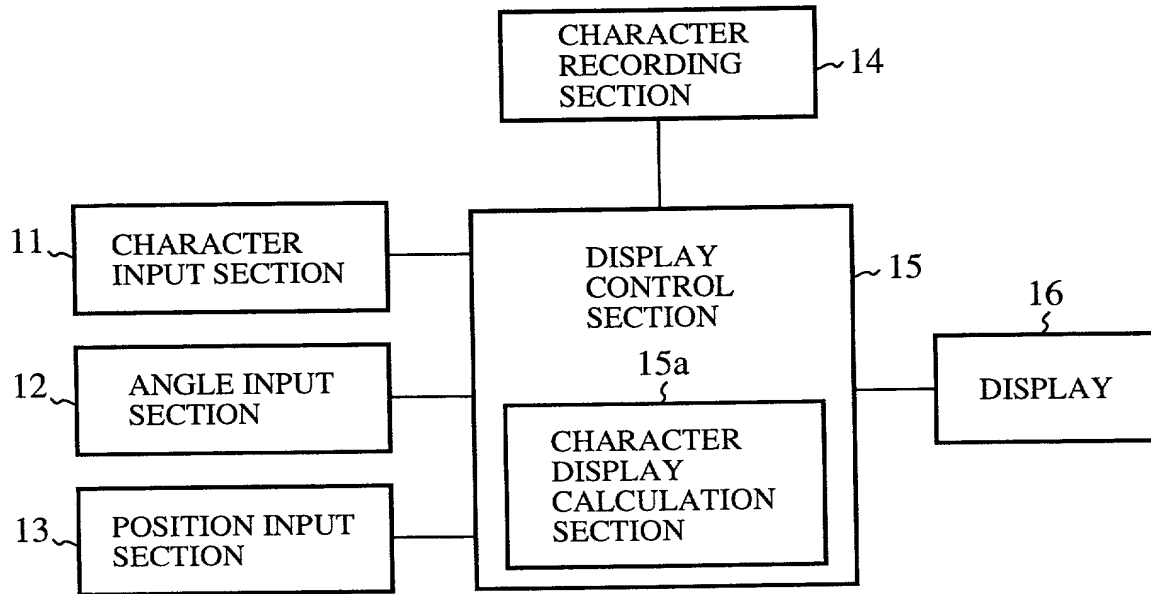 CHARACTER
RECORDING
SECTION
14
11
CHARACTER
INPUT SECTION
DISPLAY
CONTROL
SECTION
15
16
12
ANGLE INPUT
SECTION
15a
DISPLAY
CHARACTER
DISPLAY
CALCULATION
SECTION
13
POSITION INPUT
SECTION